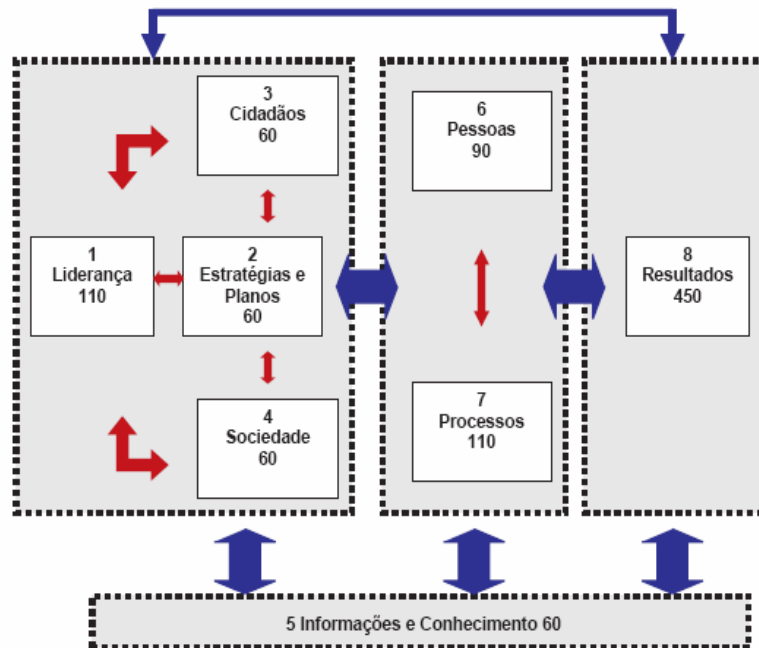 3
Cidadãos
60
6
Pessoas
90
1
Liderança
110
2
Estratégias e
Planos
60
8
Resultados
450
4
Sociedade
60
7
Processos
110
5 Informações e Conhecimento 60